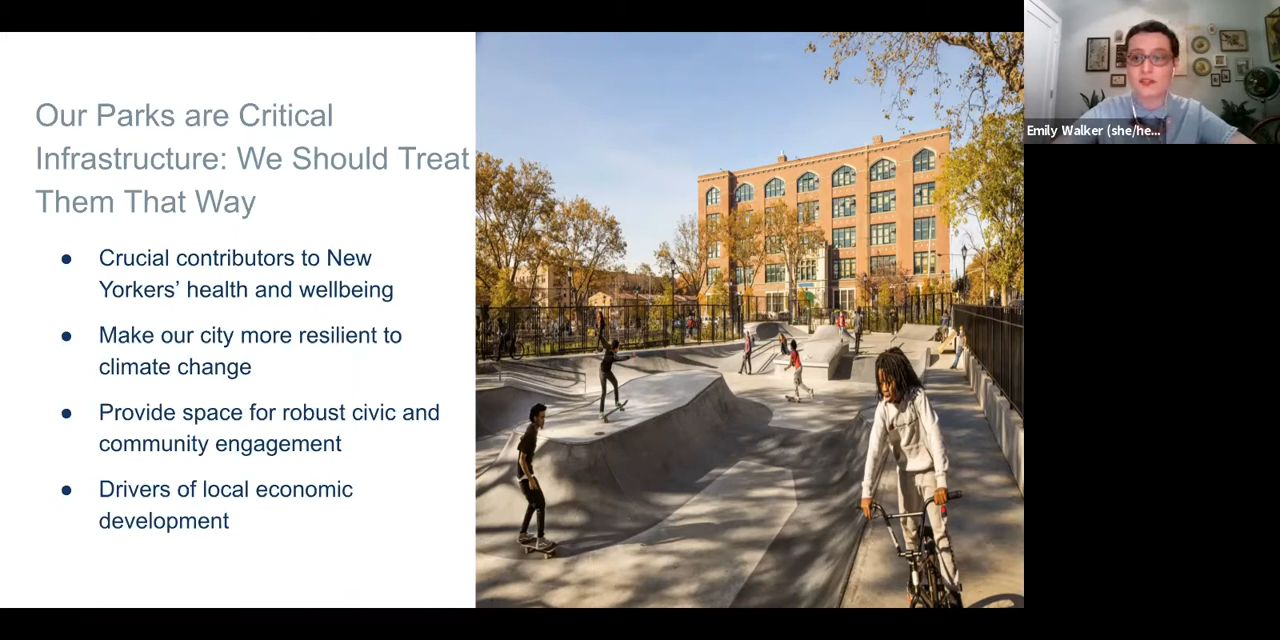 Our Parks are Critical
Infrastructure: We Should Treat
Them That Way
● Crucial contributors to New
Yorkers’ health and wellbeing
● Make our city more resilient to
climate change
● Provide space for robust civic and
community engagement
● Drivers of local economic
development
Emily Walker (she/he...